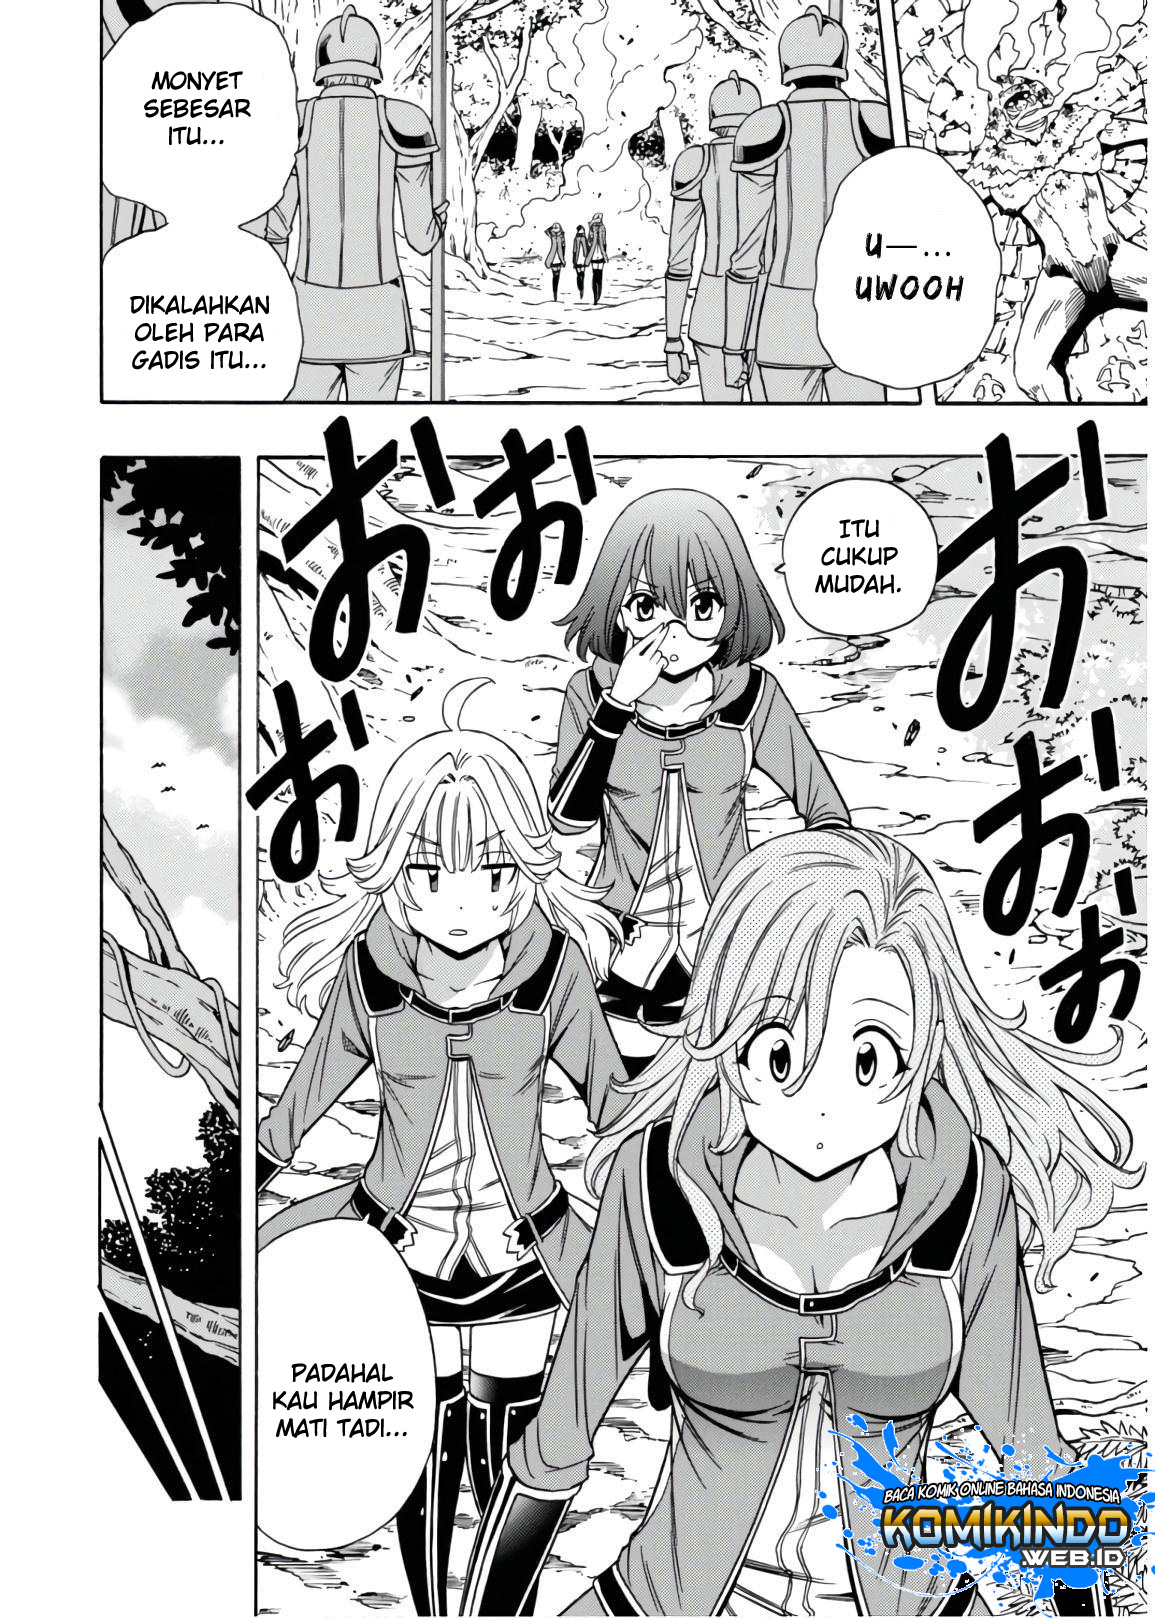 U—...
UWOOH
MONYET
SEBESAR
ITU...
DIKALAHKAN
OLEH PARA
GADIS ITU...
ITU
CUKUP
MUDAH.
おおおおおお
PADAHAL
KAU HAMPIR
MATI TADI...
BACA KOMIK ONLINE BAHASA INDONESIA
KOMIKINDO
.WEB.ID